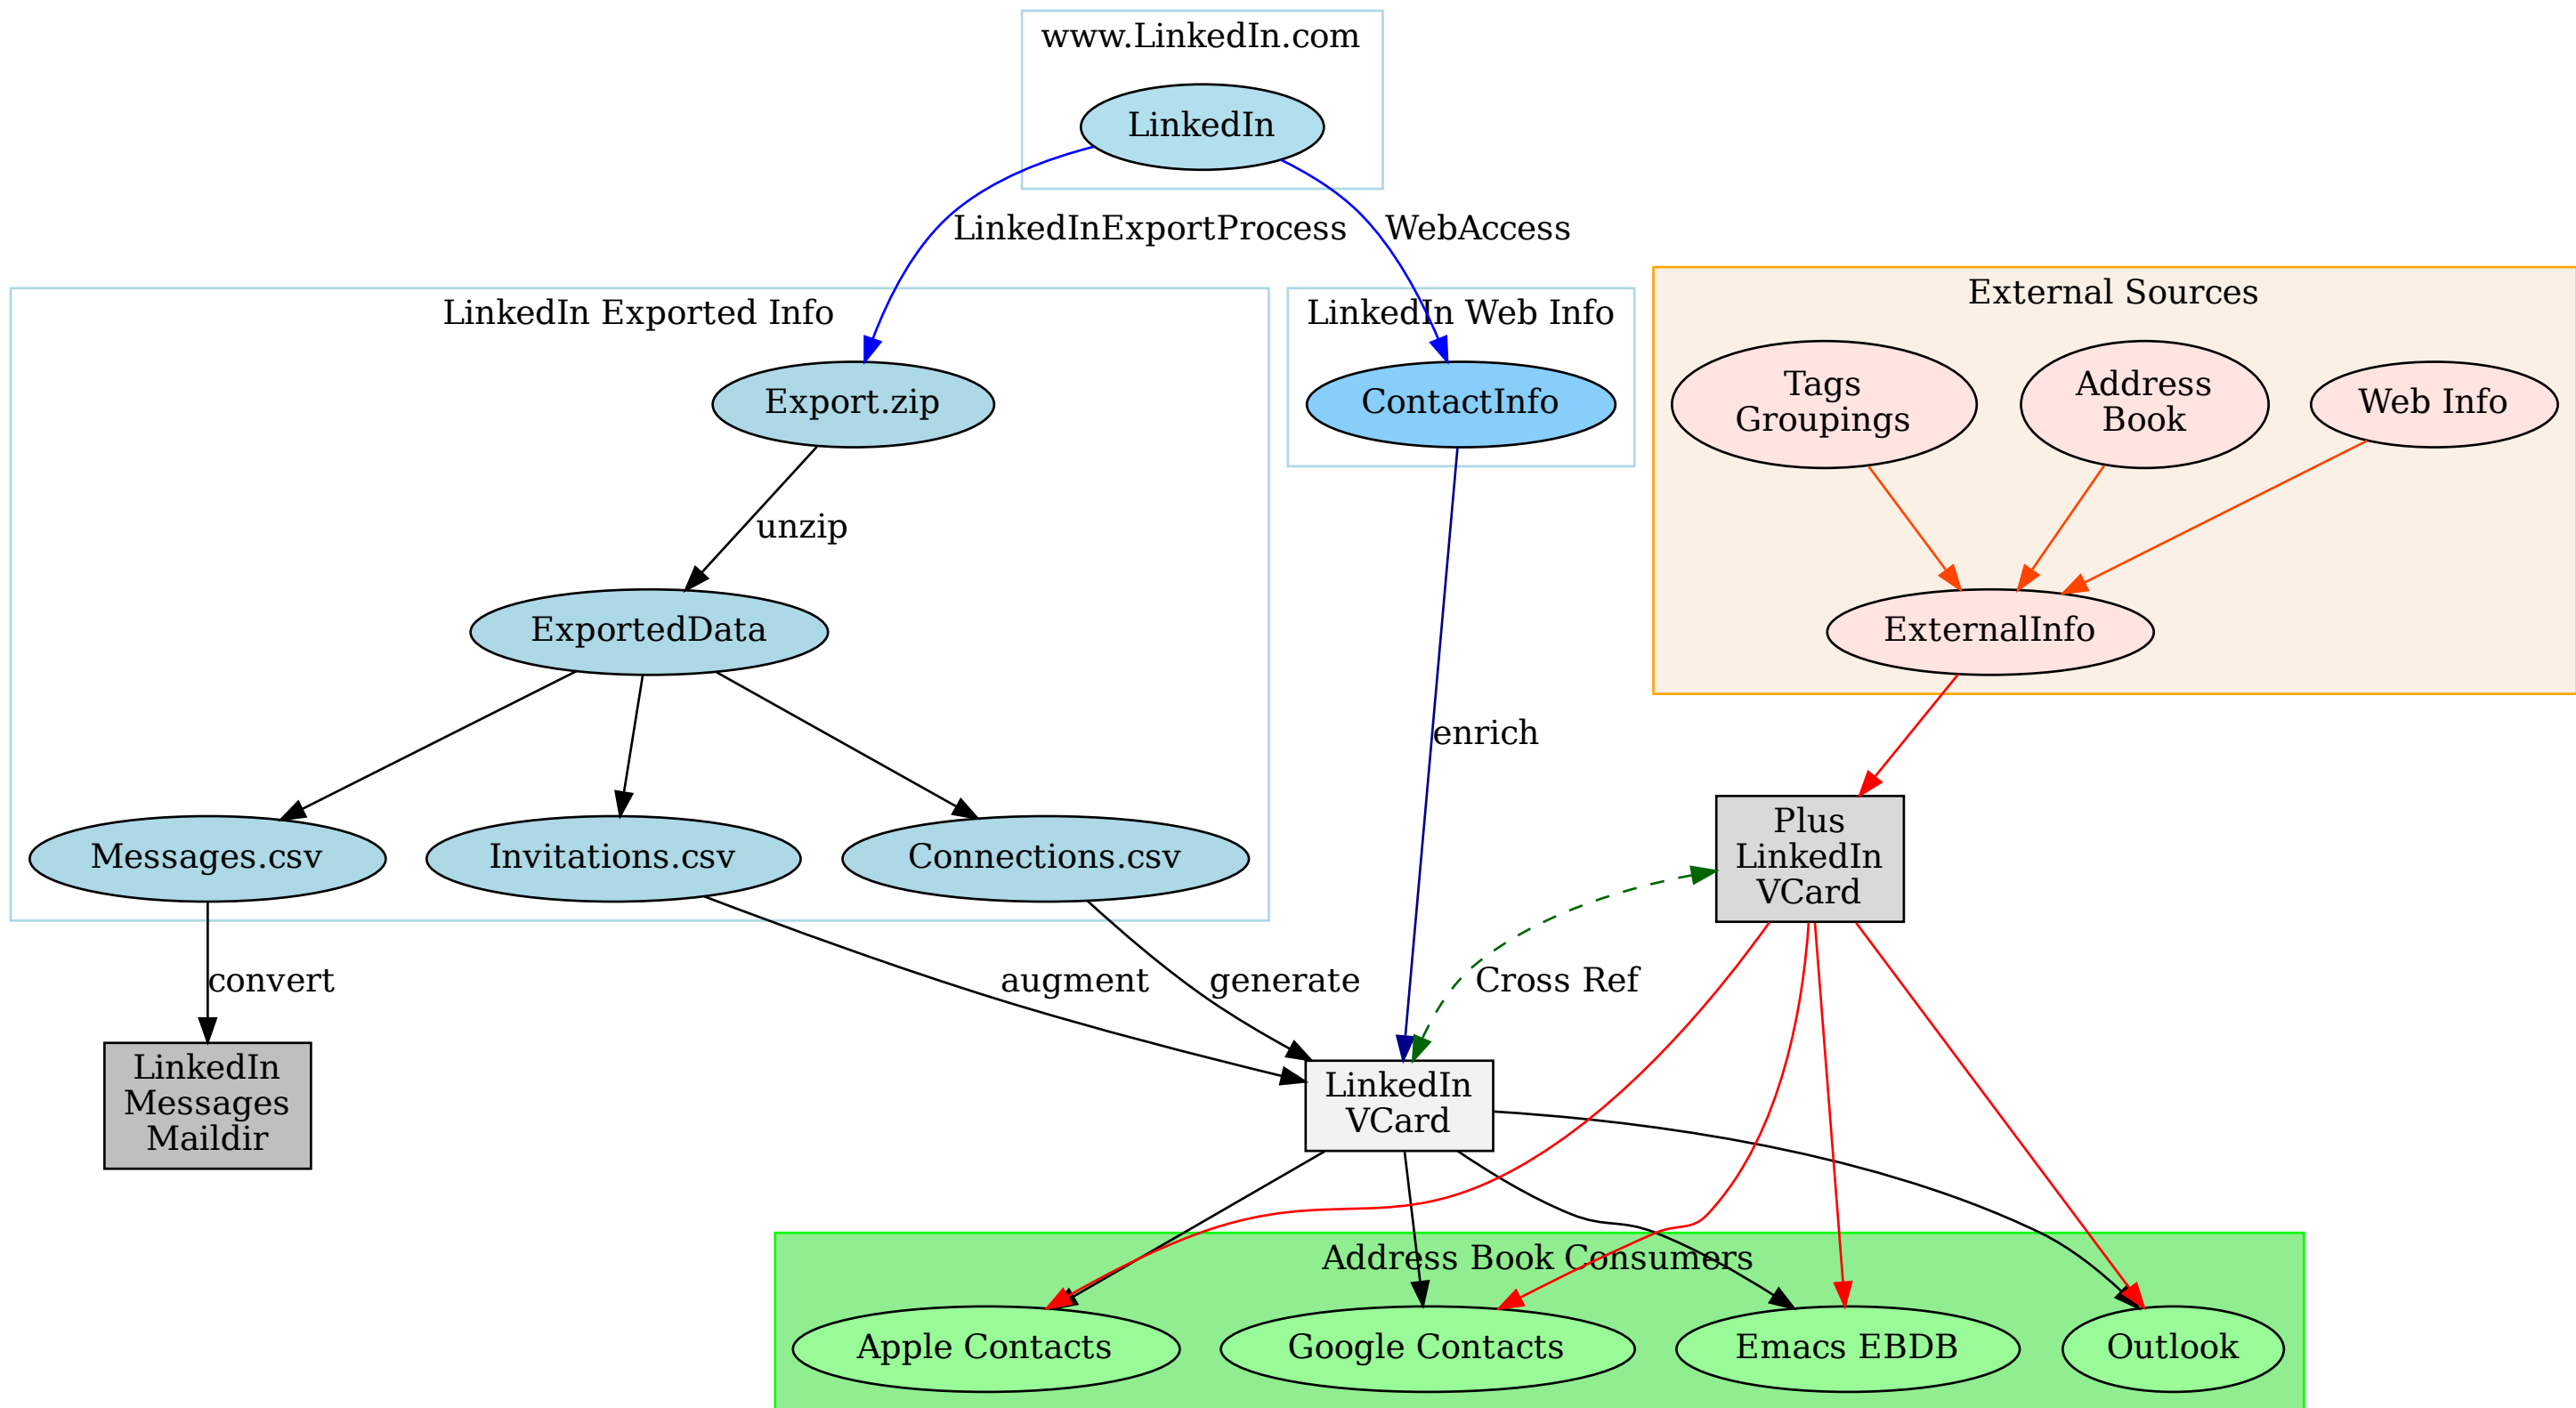 www.LinkedIn.com
LinkedIn
LinkedInExportProcess
WebAccess
LinkedIn Exported Info
LinkedIn Web Info
External Sources
Export.zip
ContactInfo
Tags
Groupings
Address
Book
Web Info
unzip
ExportedData
ExternalInfo
enrich
Messages.csv
Invitations.csv
Connections.csv
Plus
LinkedIn
VCard
convert
augment
generate
Cross Ref
LinkedIn
Messages
Maildir
LinkedIn
VCard
Address Book Consumers
Apple Contacts
Google Contacts
Emacs EBDB
Outlook